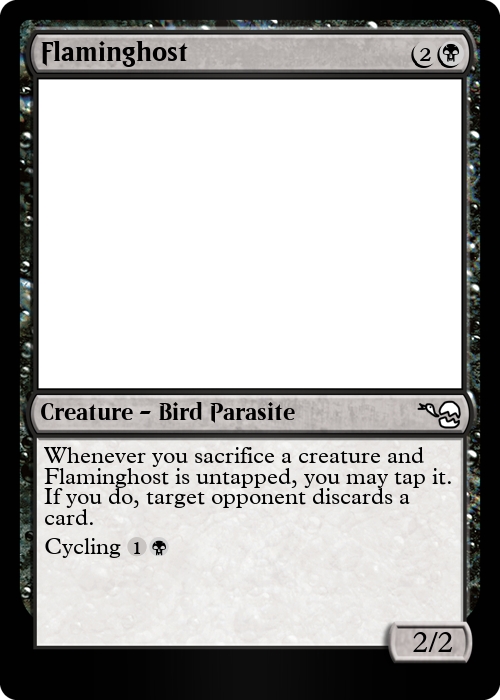 Flaminghost 2
Creature – Bird Parasite
Whenever you sacrifice a creature and
Flaminghost is untapped, you may tap it.
If you do, target opponent discards a
card.
Cycling 1
2/2